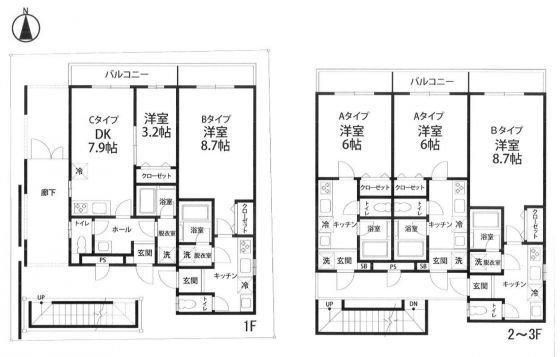 N
バルコニー
Cタイプ
DK
7.9帖
洋室
3.2帖
Bタイプ
洋室
8.7帖
冷
クローゼット
廊下
浴室
クローゼット
トイレ
ホール
脱衣室
浴室
玄関
洗
洗
脱衣室
キッチン
PS
玄関
冷
UP
トイレ
1F
バルコニー
Aタイプ
洋室
6帖
Aタイプ
洋室
6帖
Bタイプ
洋室
8.7帖
クローゼット
クローゼット
冷
トイレ
トイレ
冷
クローゼット
キッチン
キッチン
浴室
浴室
浴室
洗
玄関
玄関
洗
洗
脱衣室
キッチン
SB
PS
SB
玄関
冷
UP
DN
トイレ
2～3F